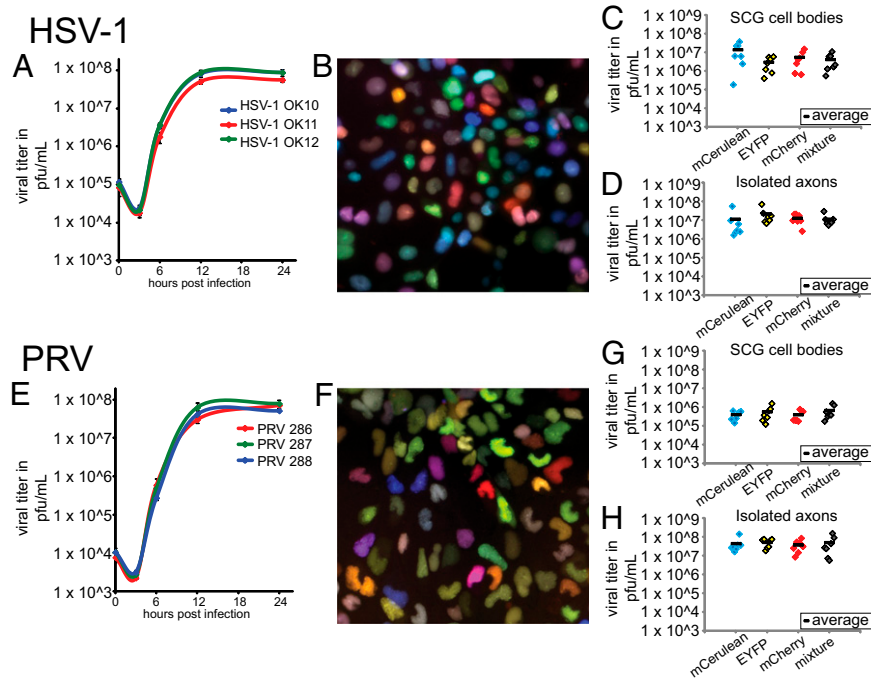 HSV-1
A
viral titer in
pfu/mL
1 x 10^8
1 x 10^7
1 x 10^6
1 x 10^5
1 x 10^4
1 x 10^3
HSV-1 OK10
HSV-1 OK11
HSV-1 OK12
0 6 12 18 24
hours post infection
B
C
SCG cell bodies
viral titer in
pfu/mL
1 x 10^9
1 x 10^8
1 x 10^7
1 x 10^6
1 x 10^5
1 x 10^4
1 x 10^3
average
mCerulean
EYFP
mCherry
mixture
D
Isolated axons
viral titer in
pfu/mL
1 x 10^9
1 x 10^8
1 x 10^7
1 x 10^6
1 x 10^5
1 x 10^4
1 x 10^3
average
mCerulean
EYFP
mCherry
mixture
PRV
E
viral titer in
pfu/mL
1 x 10^8
1 x 10^7
1 x 10^6
1 x 10^5
1 x 10^4
1 x 10^3
PRV 286
PRV 287
PRV 288
0 6 12 18 24
hours post infection
F
G
SCG cell bodies
viral titer in
pfu/mL
1 x 10^9
1 x 10^8
1 x 10^7
1 x 10^6
1 x 10^5
1 x 10^4
1 x 10^3
average
mCerulean
EYFP
mCherry
mixture
H
Isolated axons
viral titer in
pfu/mL
1 x 10^9
1 x 10^8
1 x 10^7
1 x 10^6
1 x 10^5
1 x 10^4
1 x 10^3
average
mCerulean
EYFP
mCherry
mixture